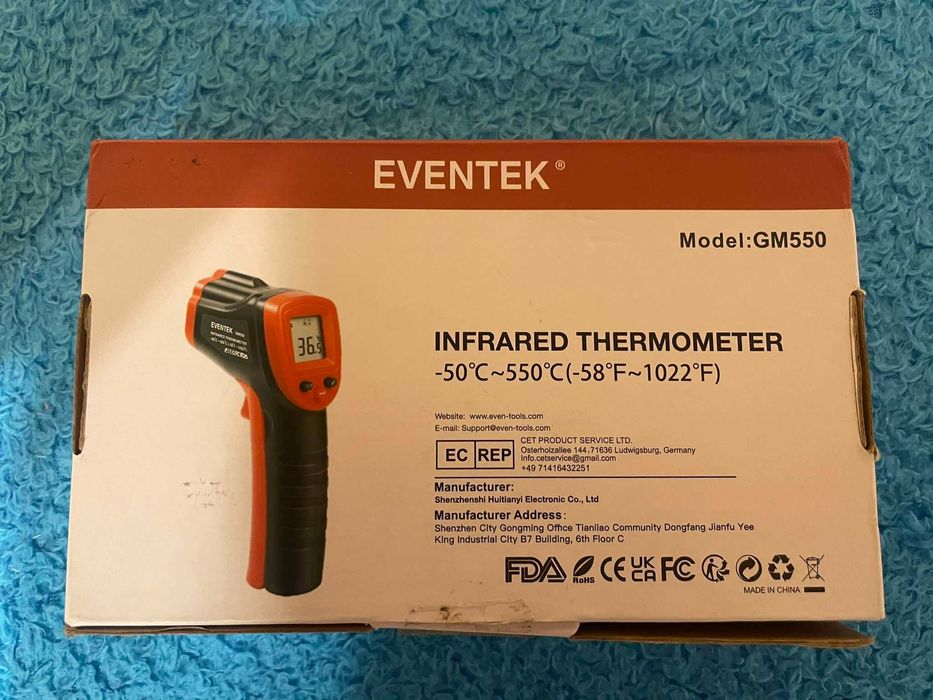 EVENTEK®
Model:GM550
EVENTEK
INFRARED THERMOMETER
36.5
INFRARED THERMOMETER
-50℃~550℃(-58°F~1022°F)
Website: www.even-tools.com
E-mail: Support@even-tools.com
EC REP
CET PRODUCT SERVICE LTD.
Osterholzallee 144,71636 Ludwigsburg, Germany
Info.cetservice@gmail.com
+49 71416432251
Manufacturer:
Shenzhenshi Huitianyi Electronic Co., Ltd
Manufacturer Address:
Shenzhen City Gongming Office Tianliao Community Dongfang Jianfu Yee
King Industrial City B7 Building, 6th Floor C
FDA RoHS CE UK CA FC
MADE IN CHINA